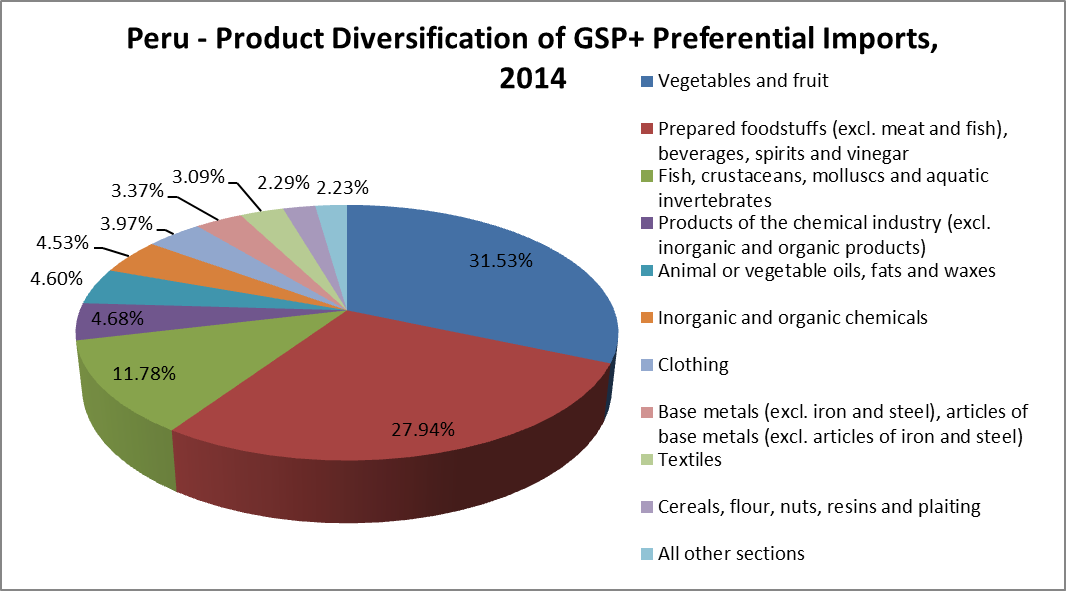 Peru - Product Diversification of GSP+ Preferential Imports,
2014
Vegetables and fruit
Prepared foodstuffs (excl. meat and fish),
beverages, spirits and vinegar
Fish, crustaceans, molluscs and aquatic
invertebrates
Products of the chemical industry (excl.
inorganic and organic products)
Animal or vegetable oils, fats and waxes
Inorganic and organic chemicals
Clothing
Base metals (excl. iron and steel), articles of
base metals (excl. articles of iron and steel)
Textiles
Cereals, flour, nuts, resins and plaiting
All other sections
31.53%
27.94%
11.78%
4.68%
4.60%
4.53%
3.97%
3.37%
3.09%
2.29%
2.23%